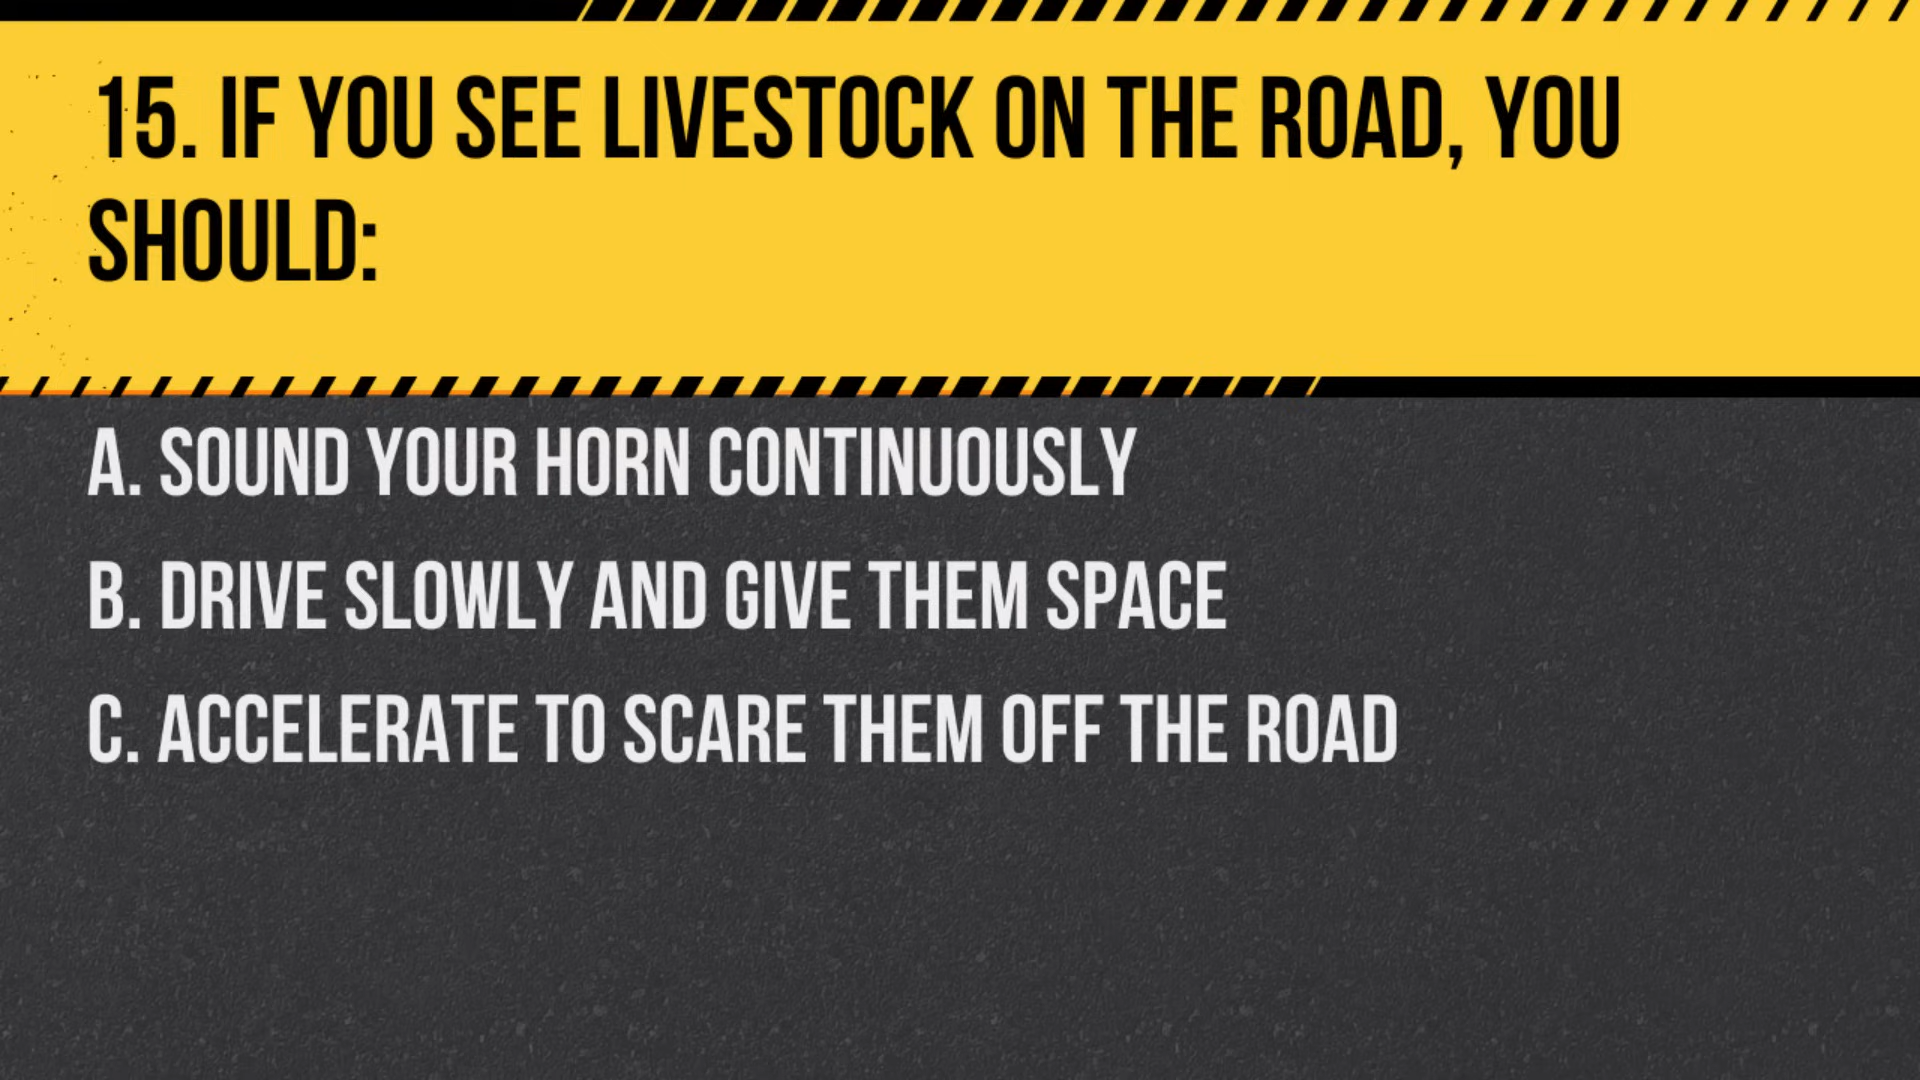 15. IF YOU SEE LIVESTOCK ON THE ROAD, YOU
SHOULD:
A. SOUND YOUR HORN CONTINUOUSLY
B. DRIVE SLOWLY AND GIVE THEM SPACE
C. ACCELERATE TO SCARE THEM OFF THE ROAD